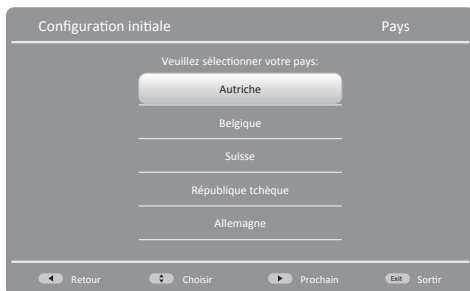 Configuration initiale Pays
Veuillez sélectionner votre pays:
Autriche
Belgique
Suisse
République tchèque
Allemagne
Retour Choisir Prochain Exit Sortir